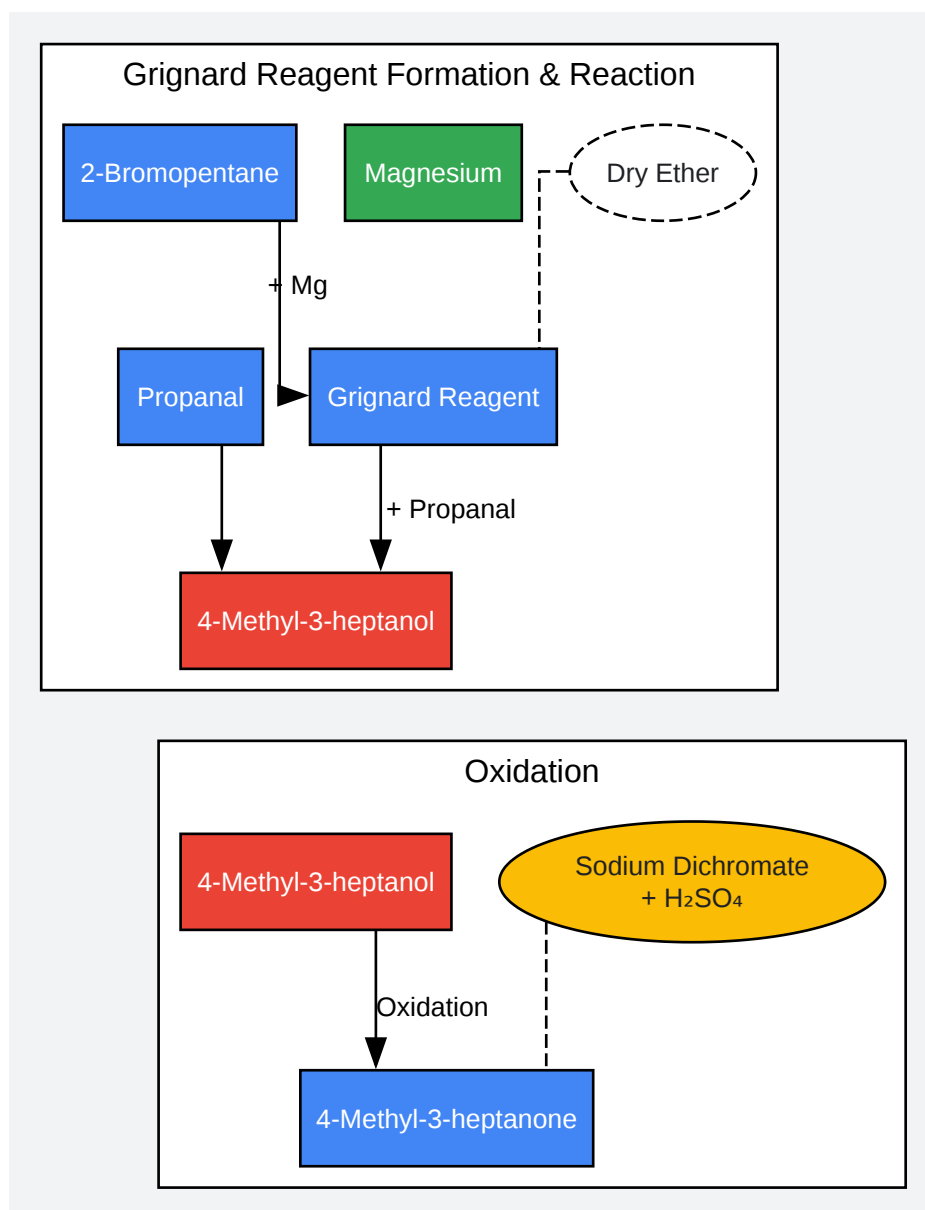 Grignard Reagent Formation & Reaction
2-Bromopentane
Magnesium
Dry Ether
+ Mg
Propanal
Grignard Reagent
+ Propanal
4-Methyl-3-heptanol
Oxidation
4-Methyl-3-heptanol
Sodium Dichromate
+ H₂SO₄
Oxidation
4-Methyl-3-heptanone